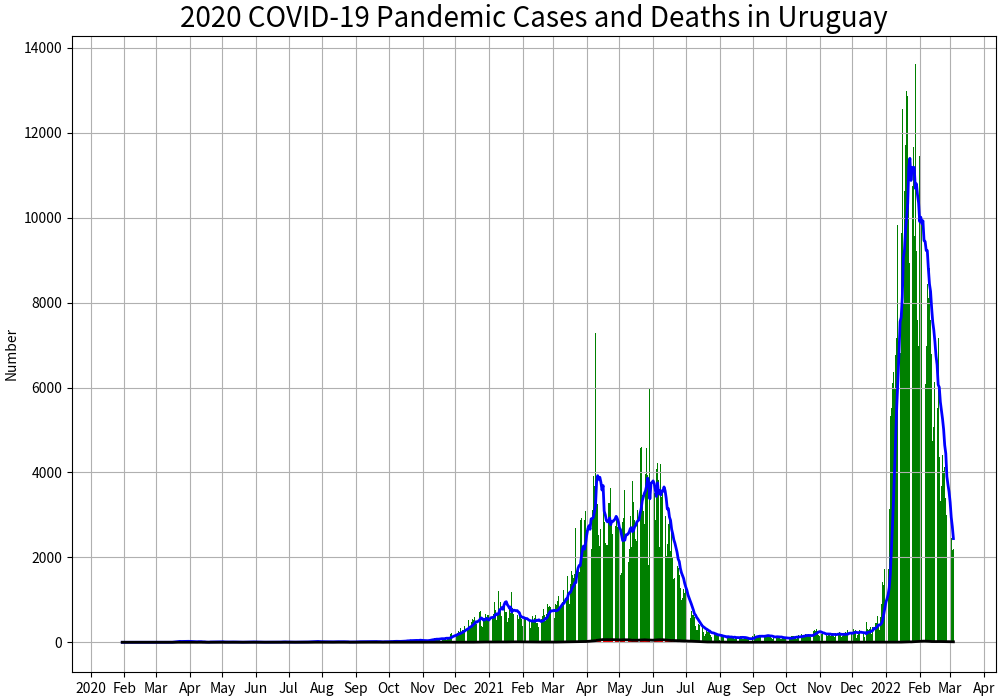 2020 COVID-19 Pandemic Cases and Deaths in Uruguay
14000
12000
10000
8000
6000
4000
2000
0
Number
2020 Feb Mar Apr May Jun Jul Aug Sep Oct Nov Dec 2021 Feb Mar Apr May Jun Jul Aug Sep Oct Nov Dec 2022 Feb Mar Apr